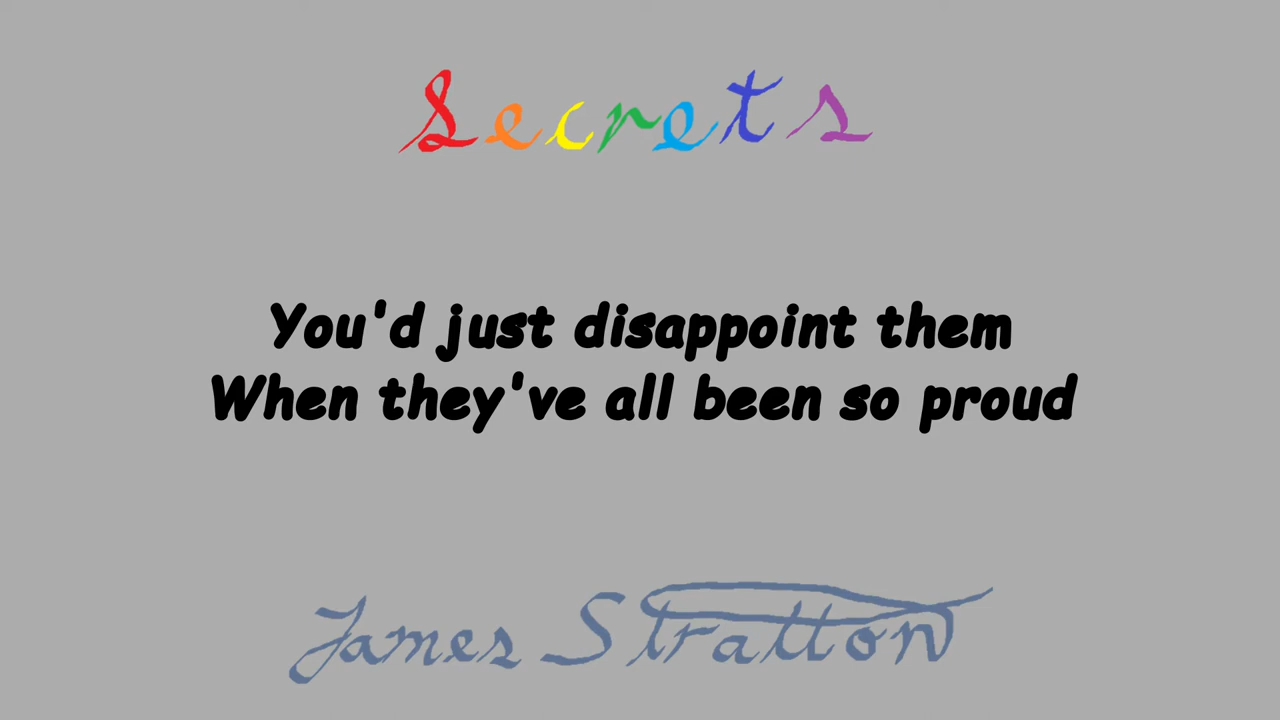 Secrets
You'd just disappoint them
When they've all been so proud
James Stratton